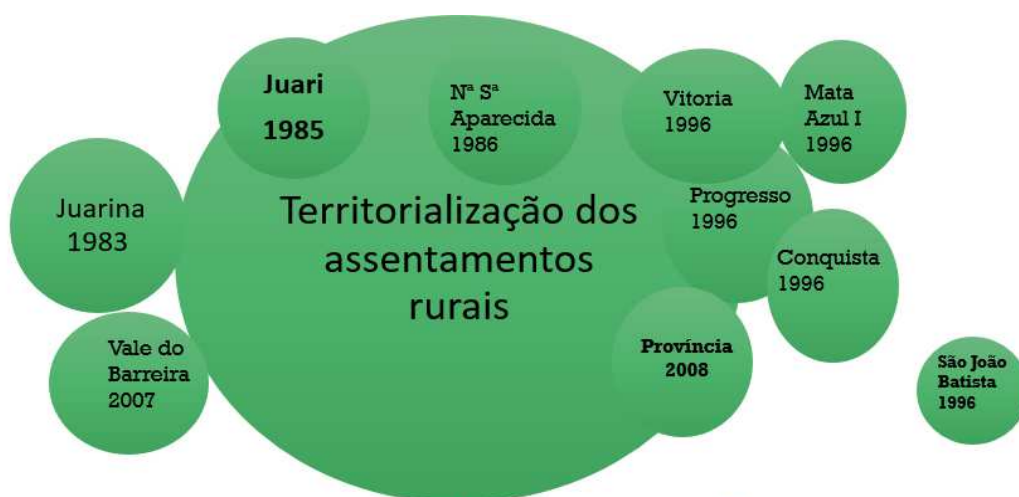 Juari
1985
Nª Sª
Aparecida
1986
Vitoria
1996
Mata
Azul I
1996
Juarina
1983
Territorialização dos
assentamentos
rurais
Progresso
1996
Conquista
1996
Vale do
Barreira
2007
Província
2008
São João
Batista
1996